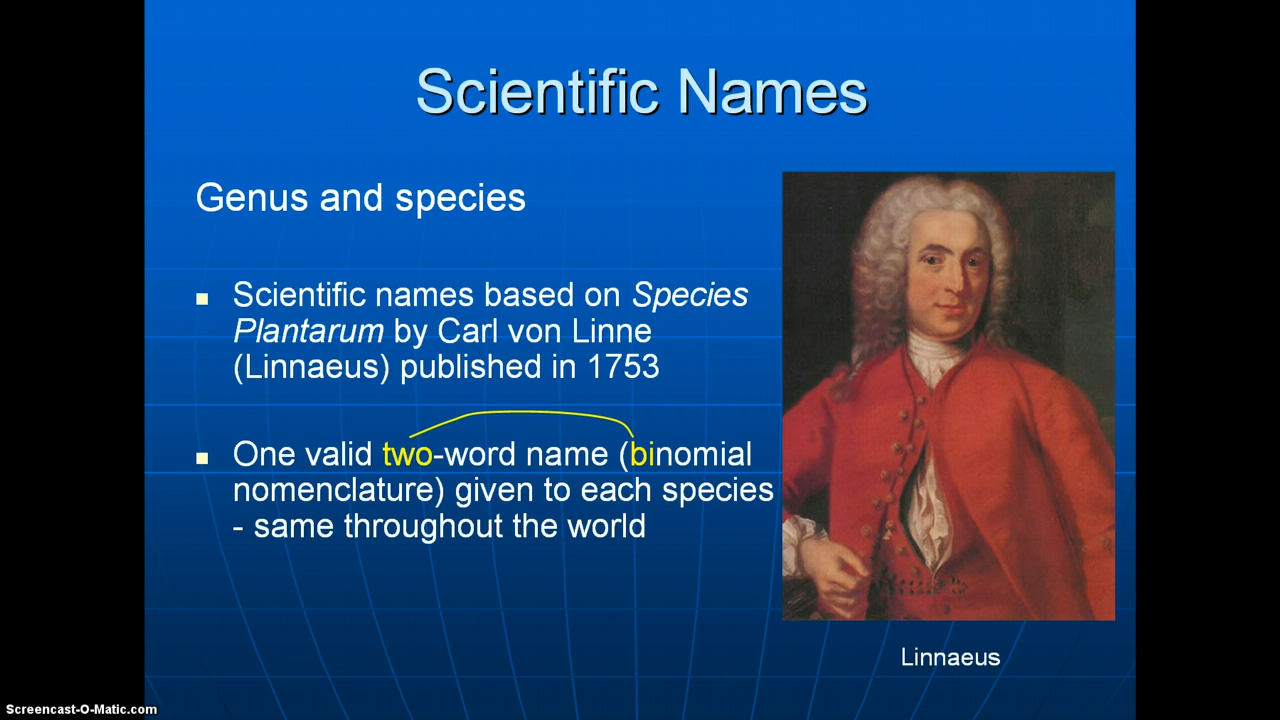 Scientific Names
Genus and species
Scientific names based on Species
Plantarum by Carl von Linne
(Linnaeus) published in 1753
One valid two-word name (binomial
nomenclature) given to each species
- same throughout the world
Linnaeus
Screencast-O-Matic.com